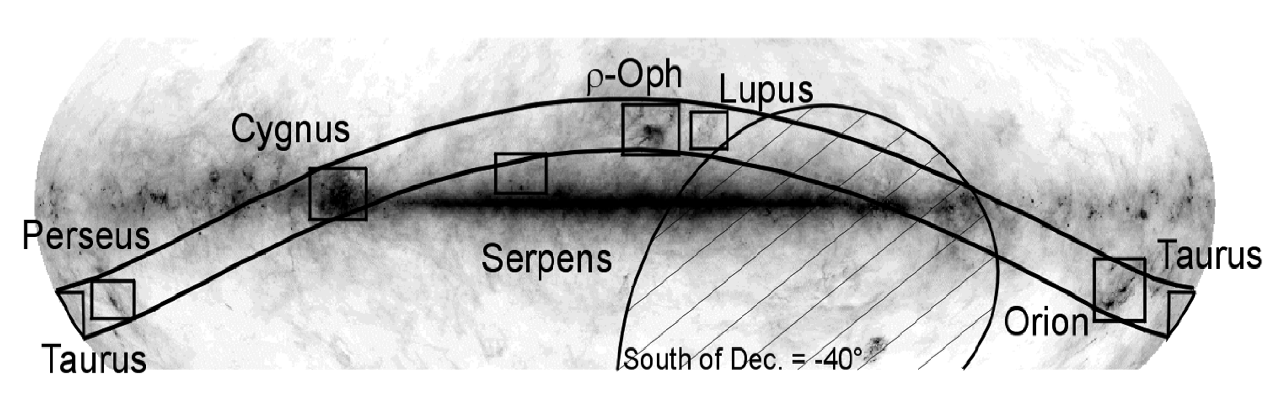 ρ-Oph
Lupus
Cygnus
Perseus
Serpens
Taurus
Orion
Taurus
South of Dec. = -40°